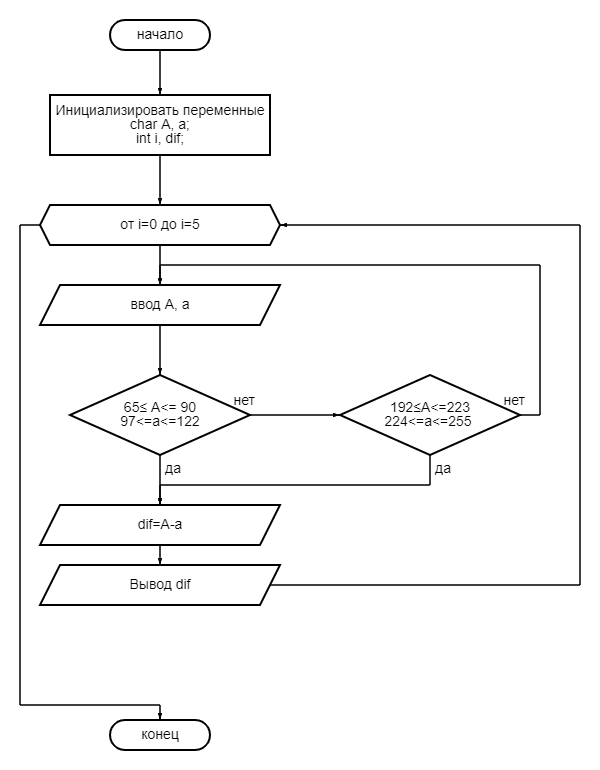 начало
Инициализировать переменные
char A, a;
int i, dif;
от i=0 до i=5
ввод A, a
65≤ A<= 90
97<=a<=122
нет
192≤A<=223
224<=a<=255
нет
да
да
dif=A-a
Вывод dif
конец